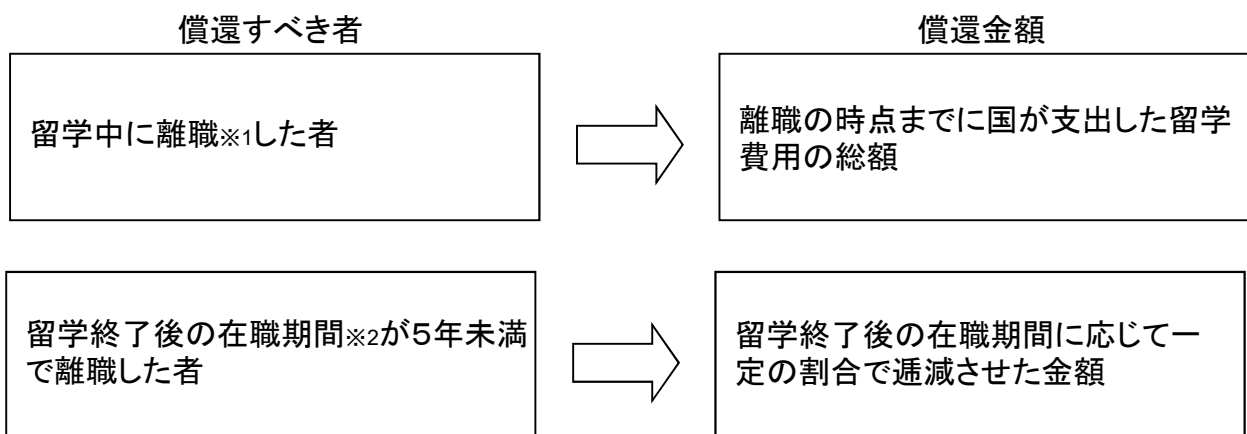 償還すべき者
償還金額
留学中に離職※1した者
離職の時点までに国が支出した留学
費用の総額
留学終了後の在職期間※2が５年未満
で離職した者
留学終了後の在職期間に応じて一
定の割合で逓減させた金額